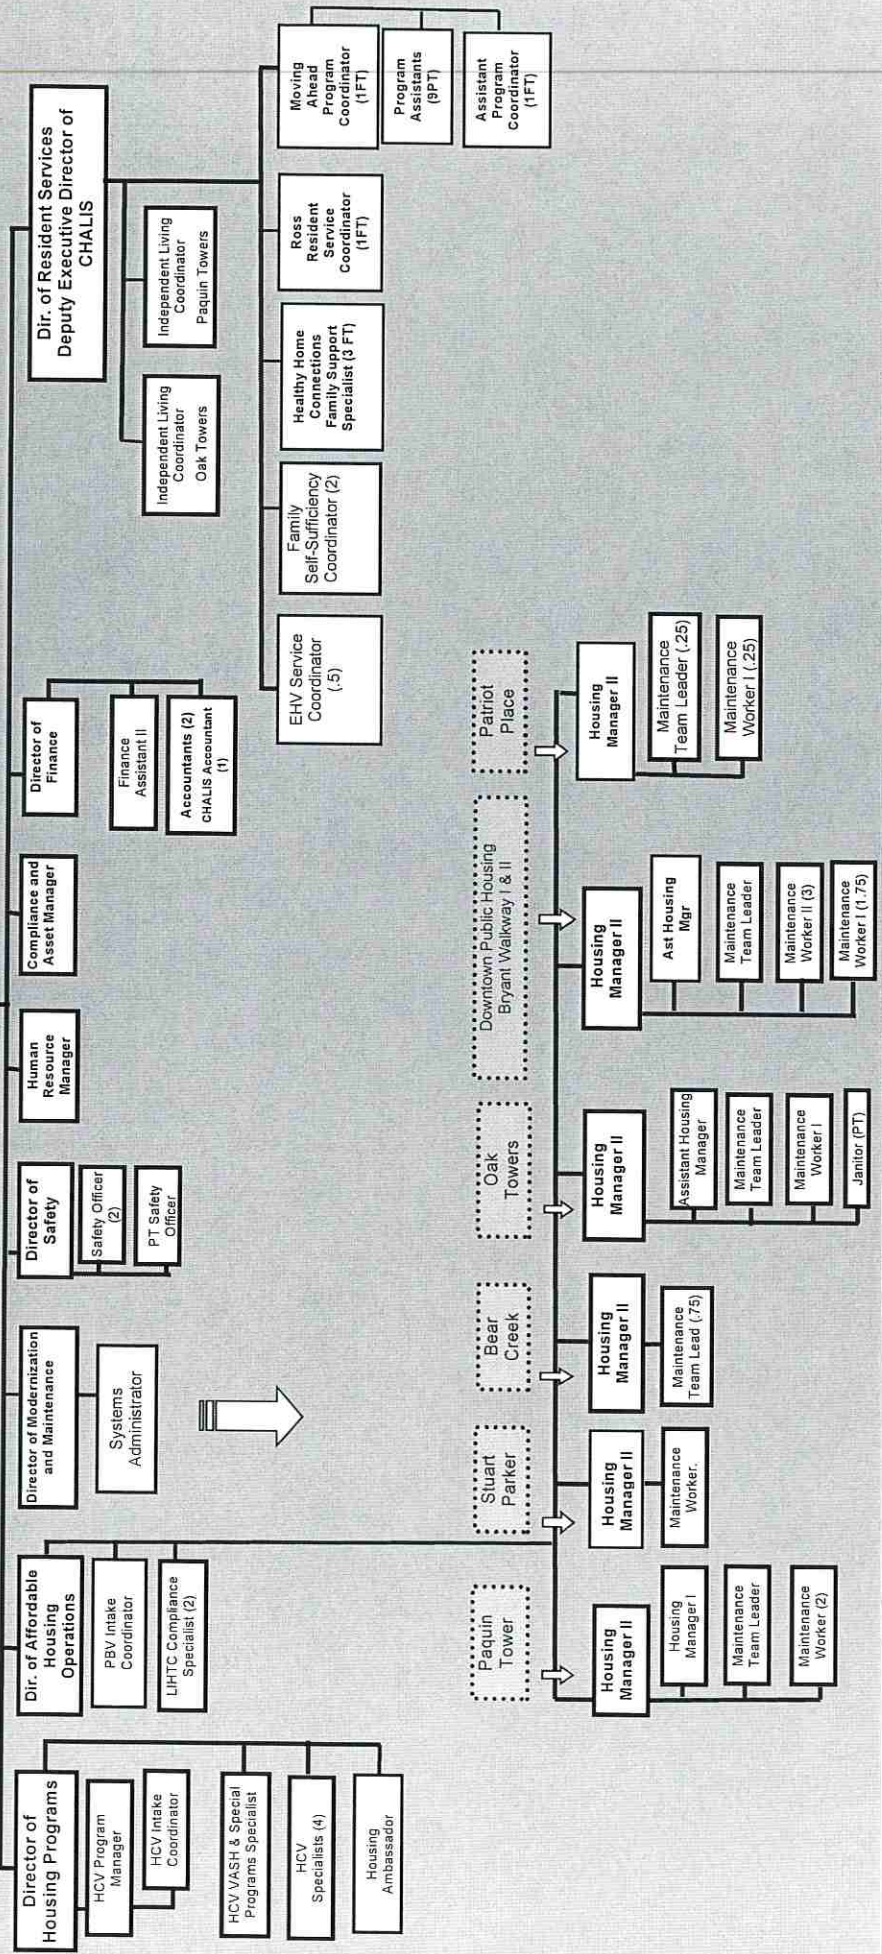 Director of
Housing Programs
HCV Program
Manager
HCV Intake
Coordinator
HCV VASH & Special
Programs Specialist
HCV
Specialists (4)
Housing
Ambassador
Dir. of Affordable
Housing
Operations
PBV Intake
Coordinator
LIHTC Compliance
Specialist (2)
Director of Modernization
and Maintenance
Systems
Administrator
Director of
Safety
Safety Officer
(2)
PT Safety
Officer
Human
Resource
Manager
Compliance and
Asset Manager
Director of
Finance
Finance
Assistant II
Accountants (2)
CHALIS Accountant
(1)
Dir. of Resident Services
Deputy Executive Director of
CHALIS
Independent Living
Coordinator
Oak Towers
Independent Living
Coordinator
Paquin Towers
EHV Service
Coordinator
(.5)
Family
Self-Sufficiency
Coordinator (2)
Healthy Home
Connections
Family Support
Specialist (3 FT)
Ross
Resident
Service
Coordinator
(1FT)
Moving
Ahead
Program
Coordinator
(1FT)
Program
Assistants
(9PT)
Assistant
Program
Coordinator
(1FT)
Paquin
Tower
Housing
Manager II
Housing
Manager I
Maintenance
Team Leader
Maintenance
Worker (2)
Stuart
Parker
Housing
Manager II
Maintenance
Worker.
Bear
Creek
Housing
Manager II
Maintenance
Team Lead (.75)
Oak
Towers
Housing
Manager II
Assistant Housing
Manager
Maintenance
Team Leader
Maintenance
Worker I
Janitor (PT)
Downtown Public Housing
Bryant Walkway I & II
Housing
Manager II
Ast Housing
Mgr
Maintenance
Team Leader
Maintenance
Worker II (3)
Maintenance
Worker I (1.75)
Patriot
Place
Housing
Manager II
Maintenance
Team Leader (.25)
Maintenance
Worker I (.25)